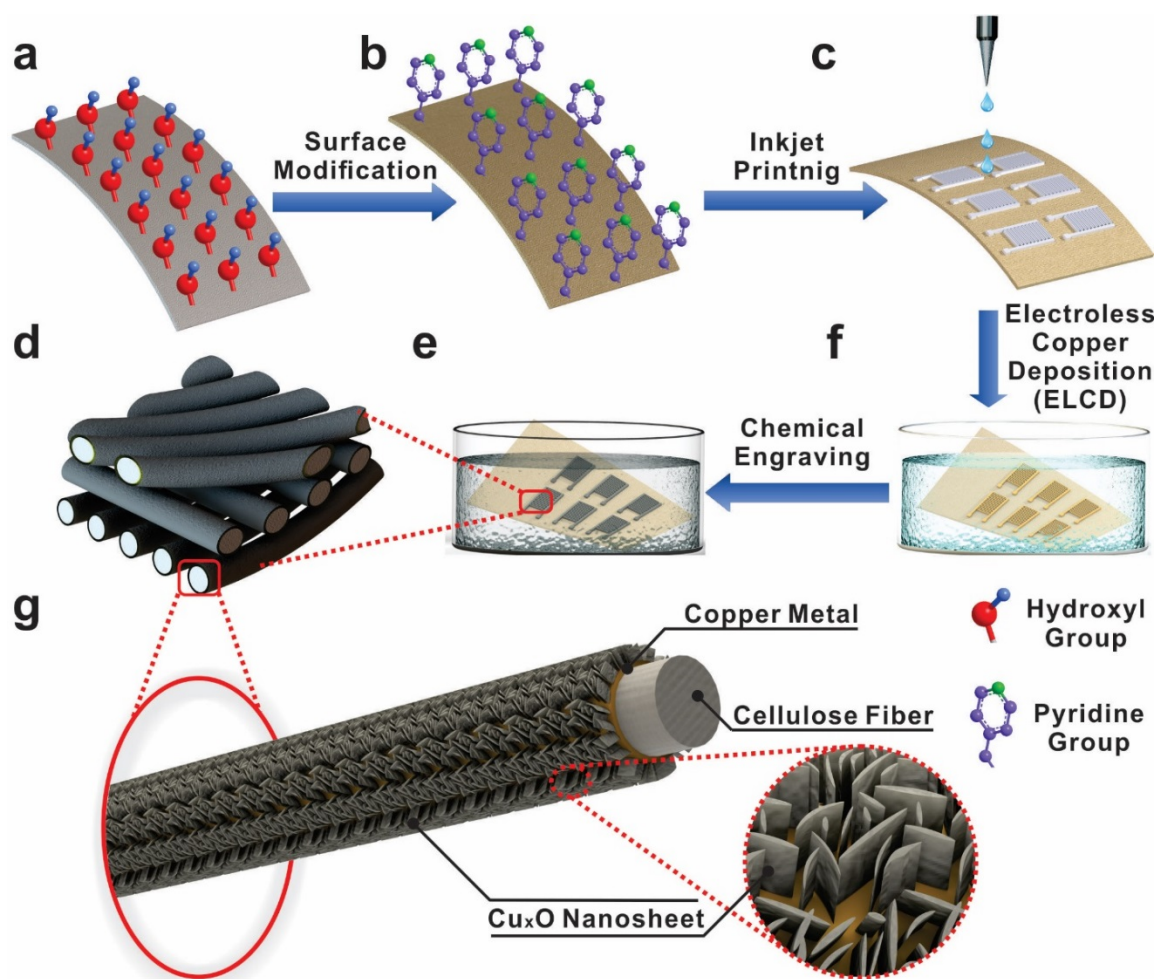 a
b
c
Surface
Modification
Inkjet
Printnig
d
e
f
Electroless
Copper
Deposition
(ELCD)
Chemical
Engraving
g
Copper Metal
Cellulose Fiber
CuxO Nanosheet
Hydroxyl
Group
Pyridine
Group